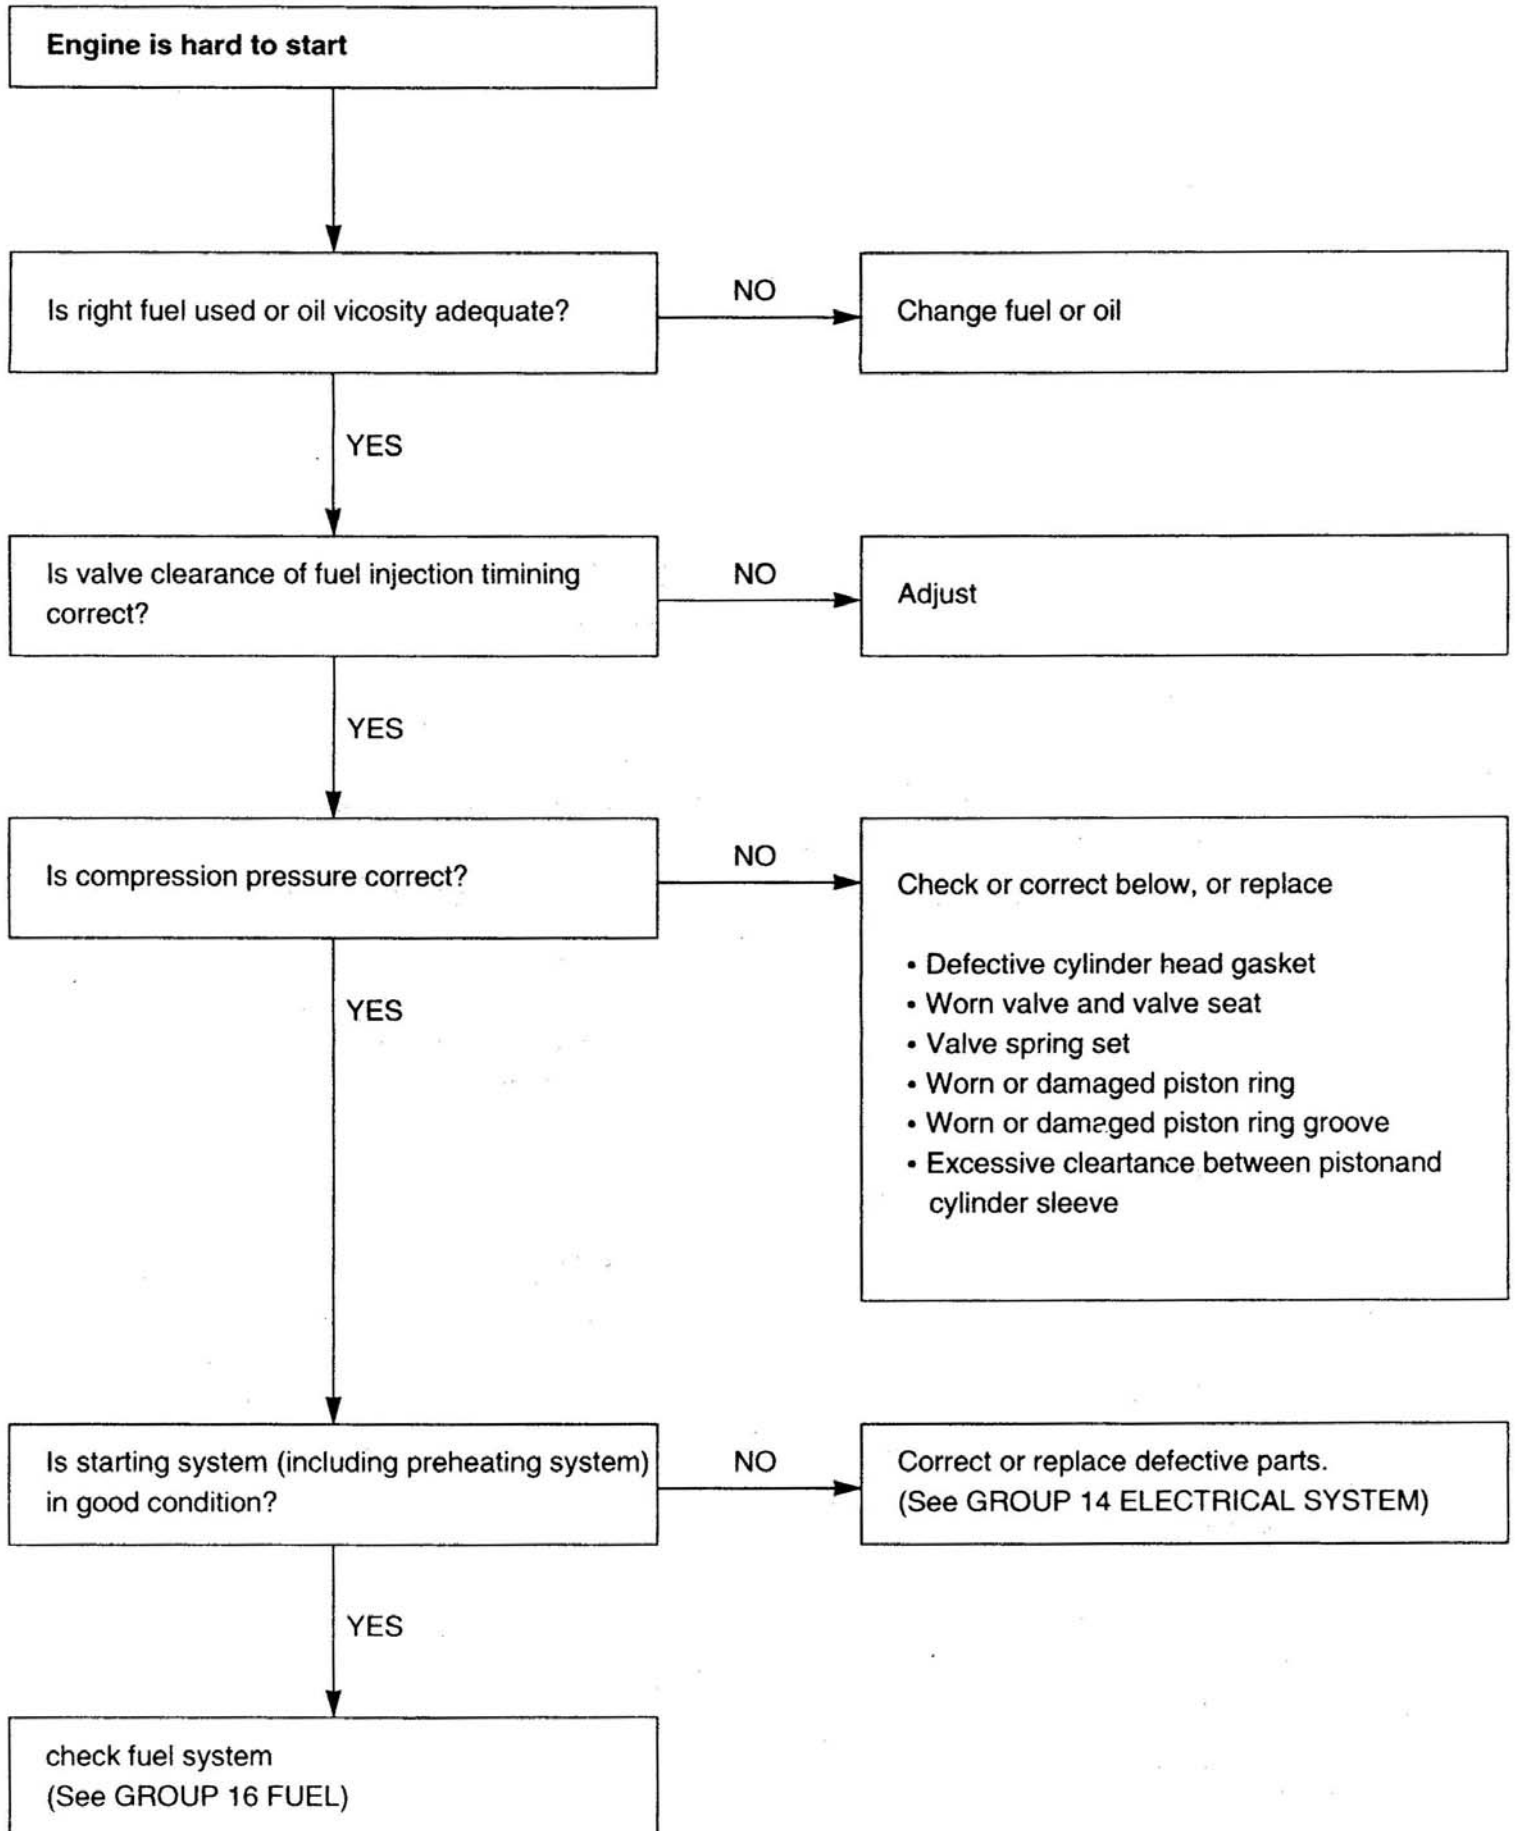 Engine is hard to start
Is right fuel used or oil vicosity adequate?
NO
Change fuel or oil
YES
Is valve clearance of fuel injection timining
correct?
NO
Adjust
YES
Is compression pressure correct?
NO
Check or correct below, or replace
• Defective cylinder head gasket
• Worn valve and valve seat
• Valve spring set
• Worn or damaged piston ring
• Worn or damaged piston ring groove
• Excessive cleartance between pistonand
cylinder sleeve
YES
Is starting system (including preheating system)
in good condition?
NO
Correct or replace defective parts.
(See GROUP 14 ELECTRICAL SYSTEM)
YES
check fuel system
(See GROUP 16 FUEL)